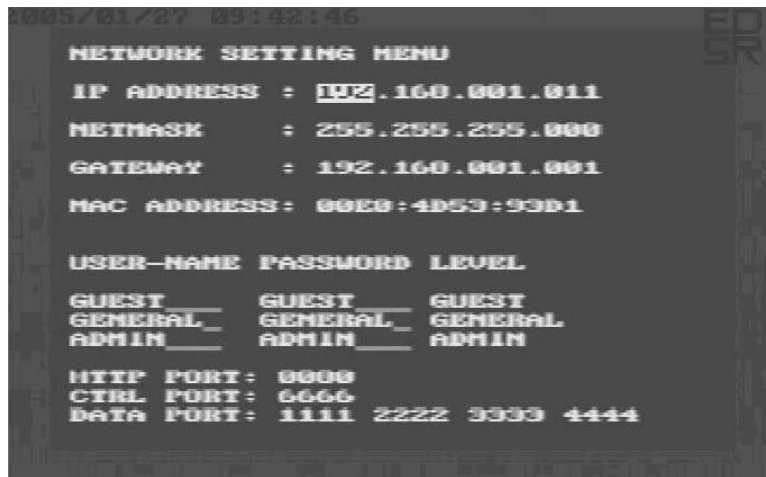 2005/01/27 09:42:46
EDSR
NETWORK SETTING MENU
IP ADDRESS : 192.168.001.011
NETMASK : 255.255.255.000
GATEWAY : 192.168.001.001
MAC ADDRESS: 00E0:4D53:93D1
USER-NAME PASSWORD LEVEL
GUEST___ GUEST___ GUEST
GENERAL_ GENERAL_ GENERAL
ADMIN___ ADMIN___ ADMIN
HTTP PORT: 0080
CTRL PORT: 6666
DATA PORT: 1111 2222 3333 4444